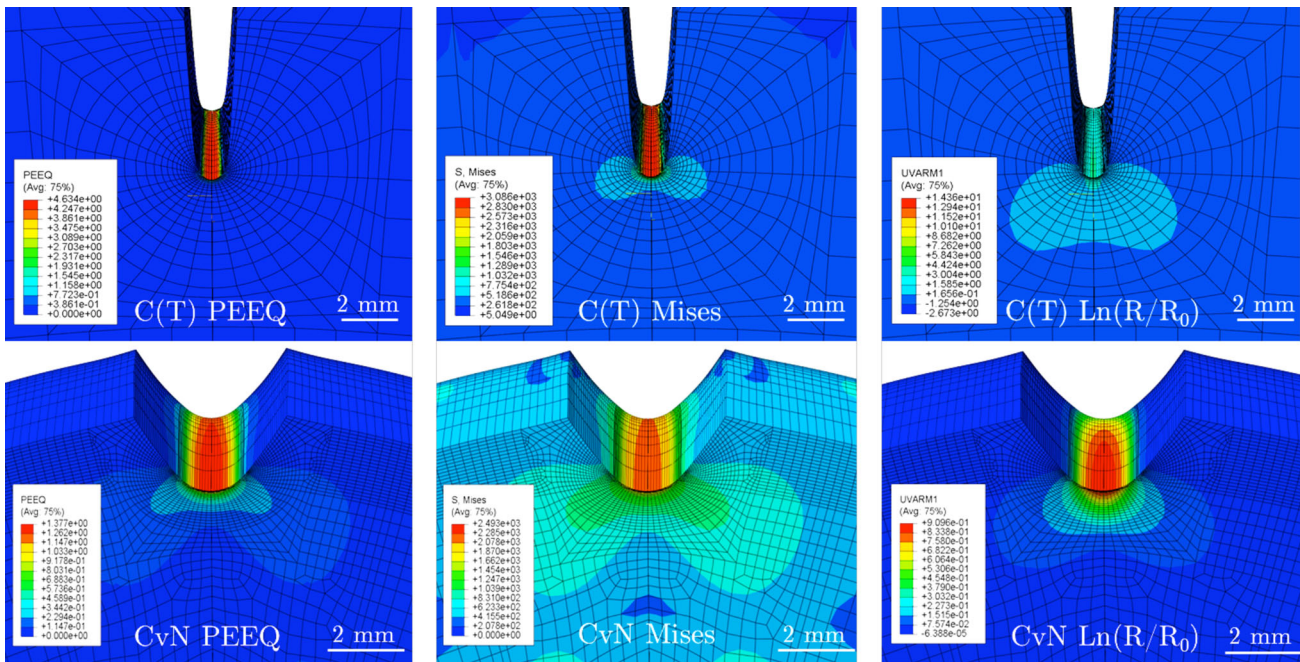 PEEQ
(Avg: 75%)
+4.634e+00
+4.247e+00
+3.861e+00
+3.475e+00
+3.089e+00
+2.703e+00
+2.317e+00
+1.931e+00
+1.545e+00
+1.158e+00
+7.723e-01
+3.861e-01
+0.000e+00
C(T) PEEQ
2 mm
S, Mises
(Avg: 75%)
+3.086e+03
+2.830e+03
+2.573e+03
+2.316e+03
+2.059e+03
+1.803e+03
+1.546e+03
+1.289e+03
+1.032e+03
+7.754e+02
+5.186e+02
+2.618e+02
+5.049e+00
C(T) Mises
2 mm
UVARM1
(Avg: 75%)
+1.436e+01
+1.294e+01
+1.152e+01
+1.010e+01
+8.682e+00
+7.262e+00
+5.843e+00
+4.424e+00
+3.004e+00
+1.585e+00
+1.656e-01
-1.254e+00
-2.673e+00
C(T) Ln(R/R₀)
2 mm
PEEQ
(Avg: 75%)
+1.377e+00
+1.262e+00
+1.147e+00
+1.033e+00
+9.178e-01
+8.031e-01
+6.883e-01
+5.736e-01
+4.589e-01
+3.442e-01
+2.294e-01
+1.147e-01
+0.000e+00
CvN PEEQ
2 mm
S, Mises
(Avg: 75%)
+2.493e+03
+2.285e+03
+2.078e+03
+1.870e+03
+1.662e+03
+1.454e+03
+1.247e+03
+1.039e+03
+8.310e+02
+6.233e+02
+4.155e+02
+2.078e+02
+0.000e+00
CvN Mises
2 mm
UVARM1
(Avg: 75%)
+9.096e-01
+8.338e-01
+7.580e-01
+6.822e-01
+6.064e-01
+5.306e-01
+4.548e-01
+3.790e-01
+3.032e-01
+2.273e-01
+1.515e-01
+7.574e-02
-6.388e-05
CvN Ln(R/R₀)
2 mm